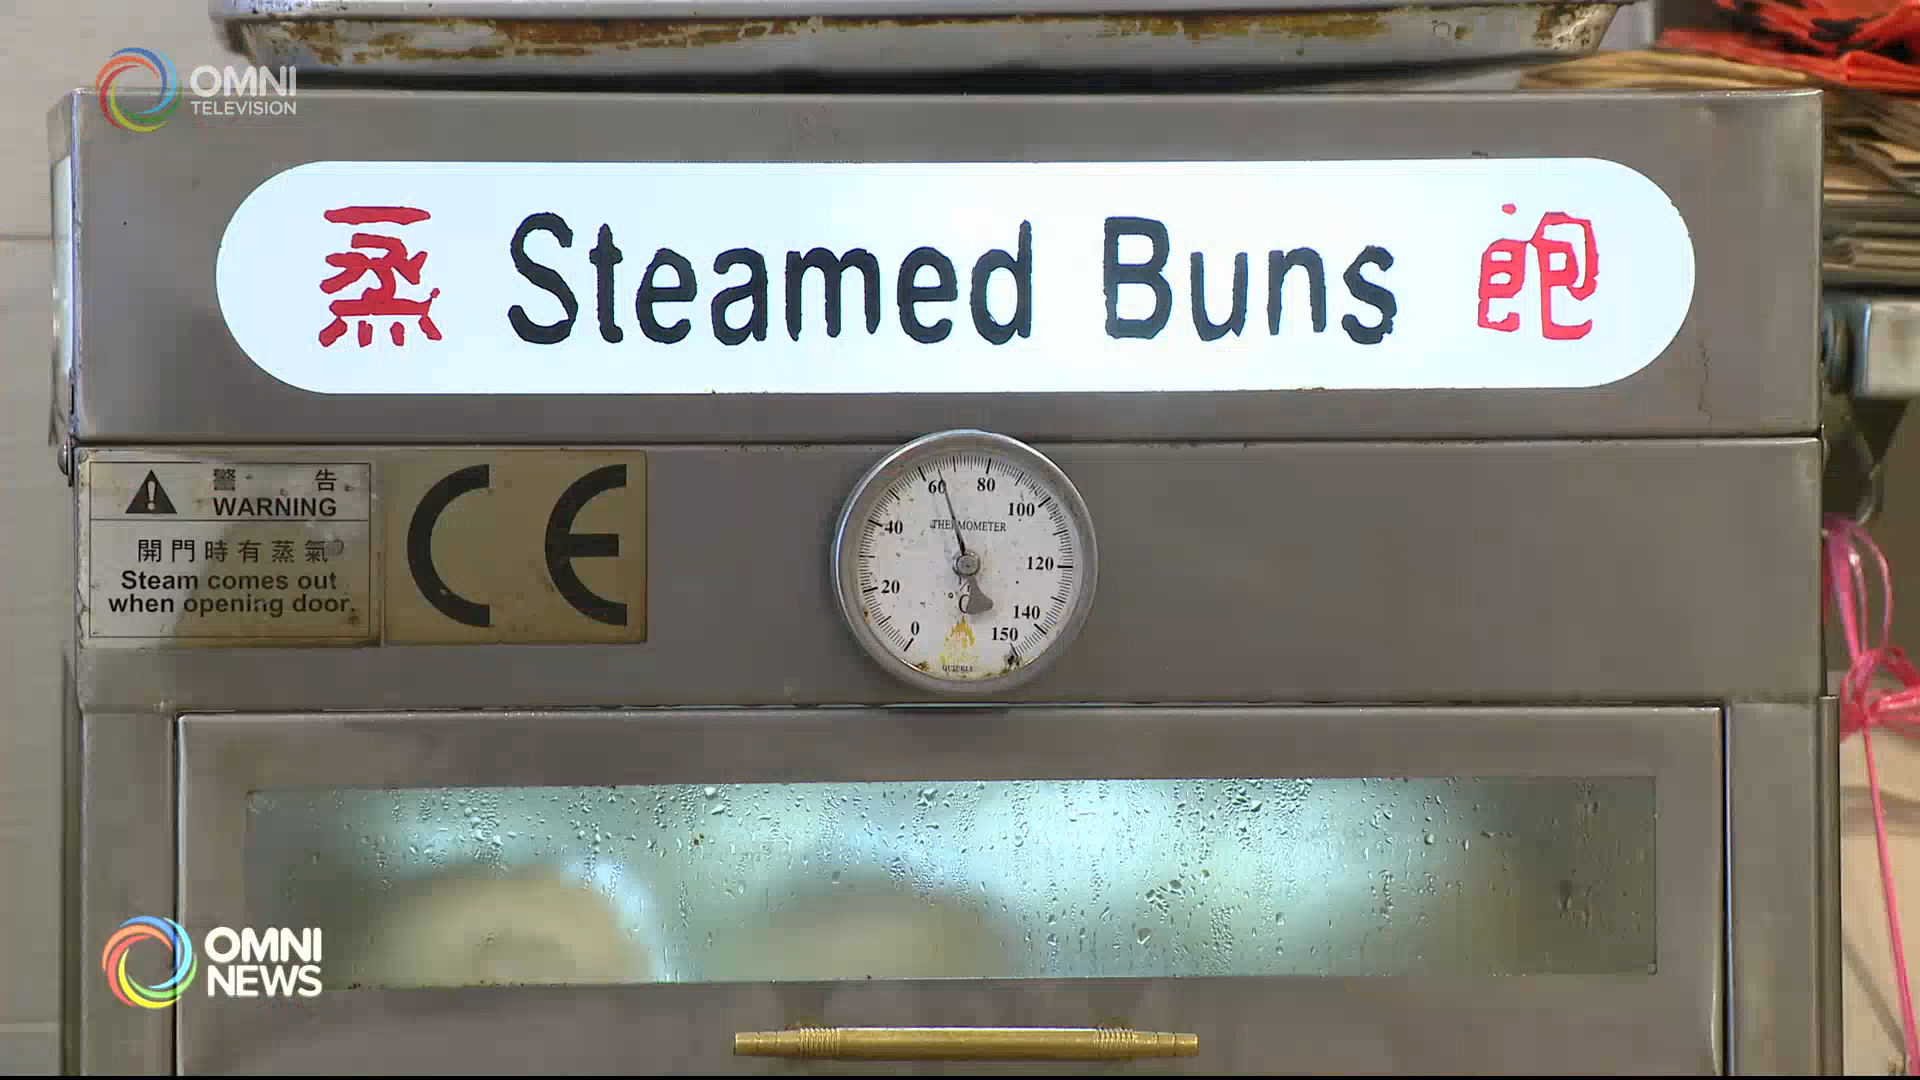 OMNI
TELEVISION
蒸 Steamed Buns 飽
警 告
WARNING
開門時有蒸氣
Steam comes out
when opening door.
CE
0 20 40 60 80 100 120 140 150
THERMOMETER
°C
QUICKLY
OMNI
NEWS